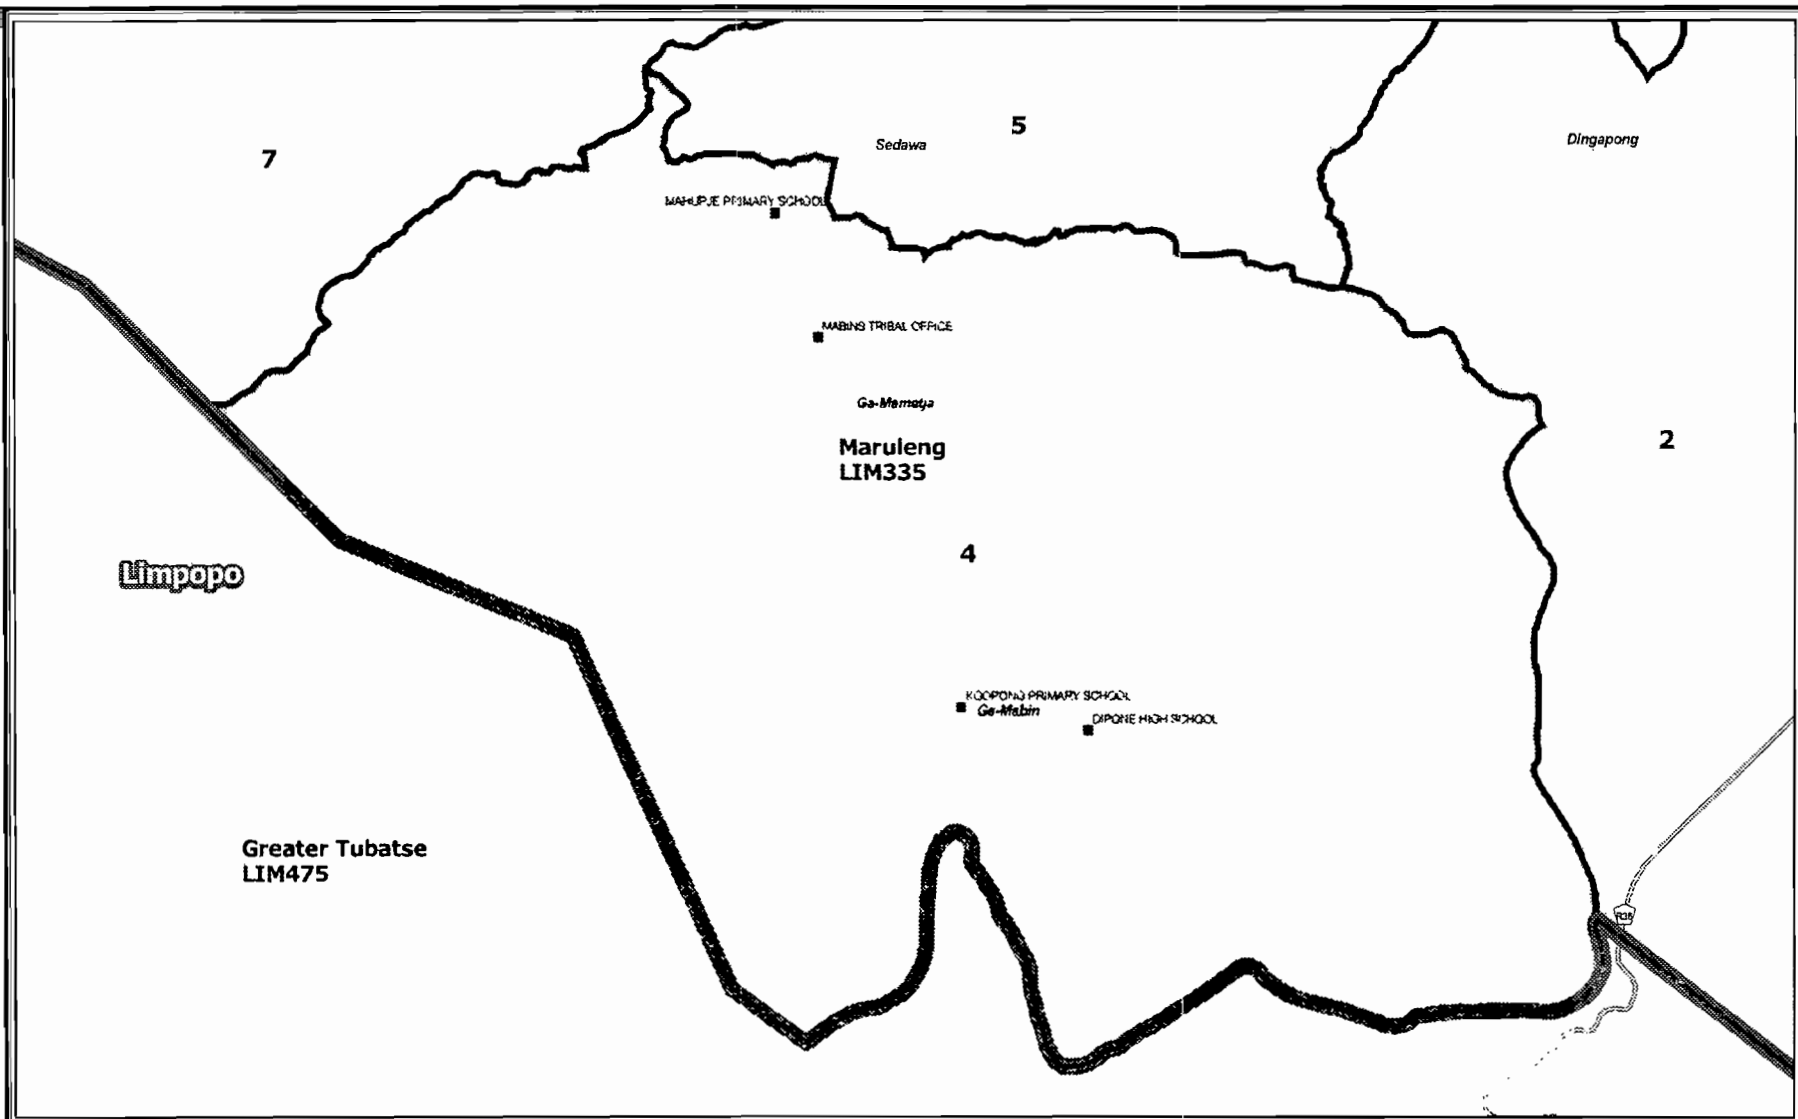 5
Dingapong
Sedawa
7
MAHUPJE PRIMARY SCHOOL
MABINS TRIBAL OFFICE
Ga-Mametja
2
Maruleng
LIM335
4
Limpopo
KOOPONG PRIMARY SCHOOL
Ga-Mabin
DIPONE HIGH SCHOOL
Greater Tubatse
LIM475
R36